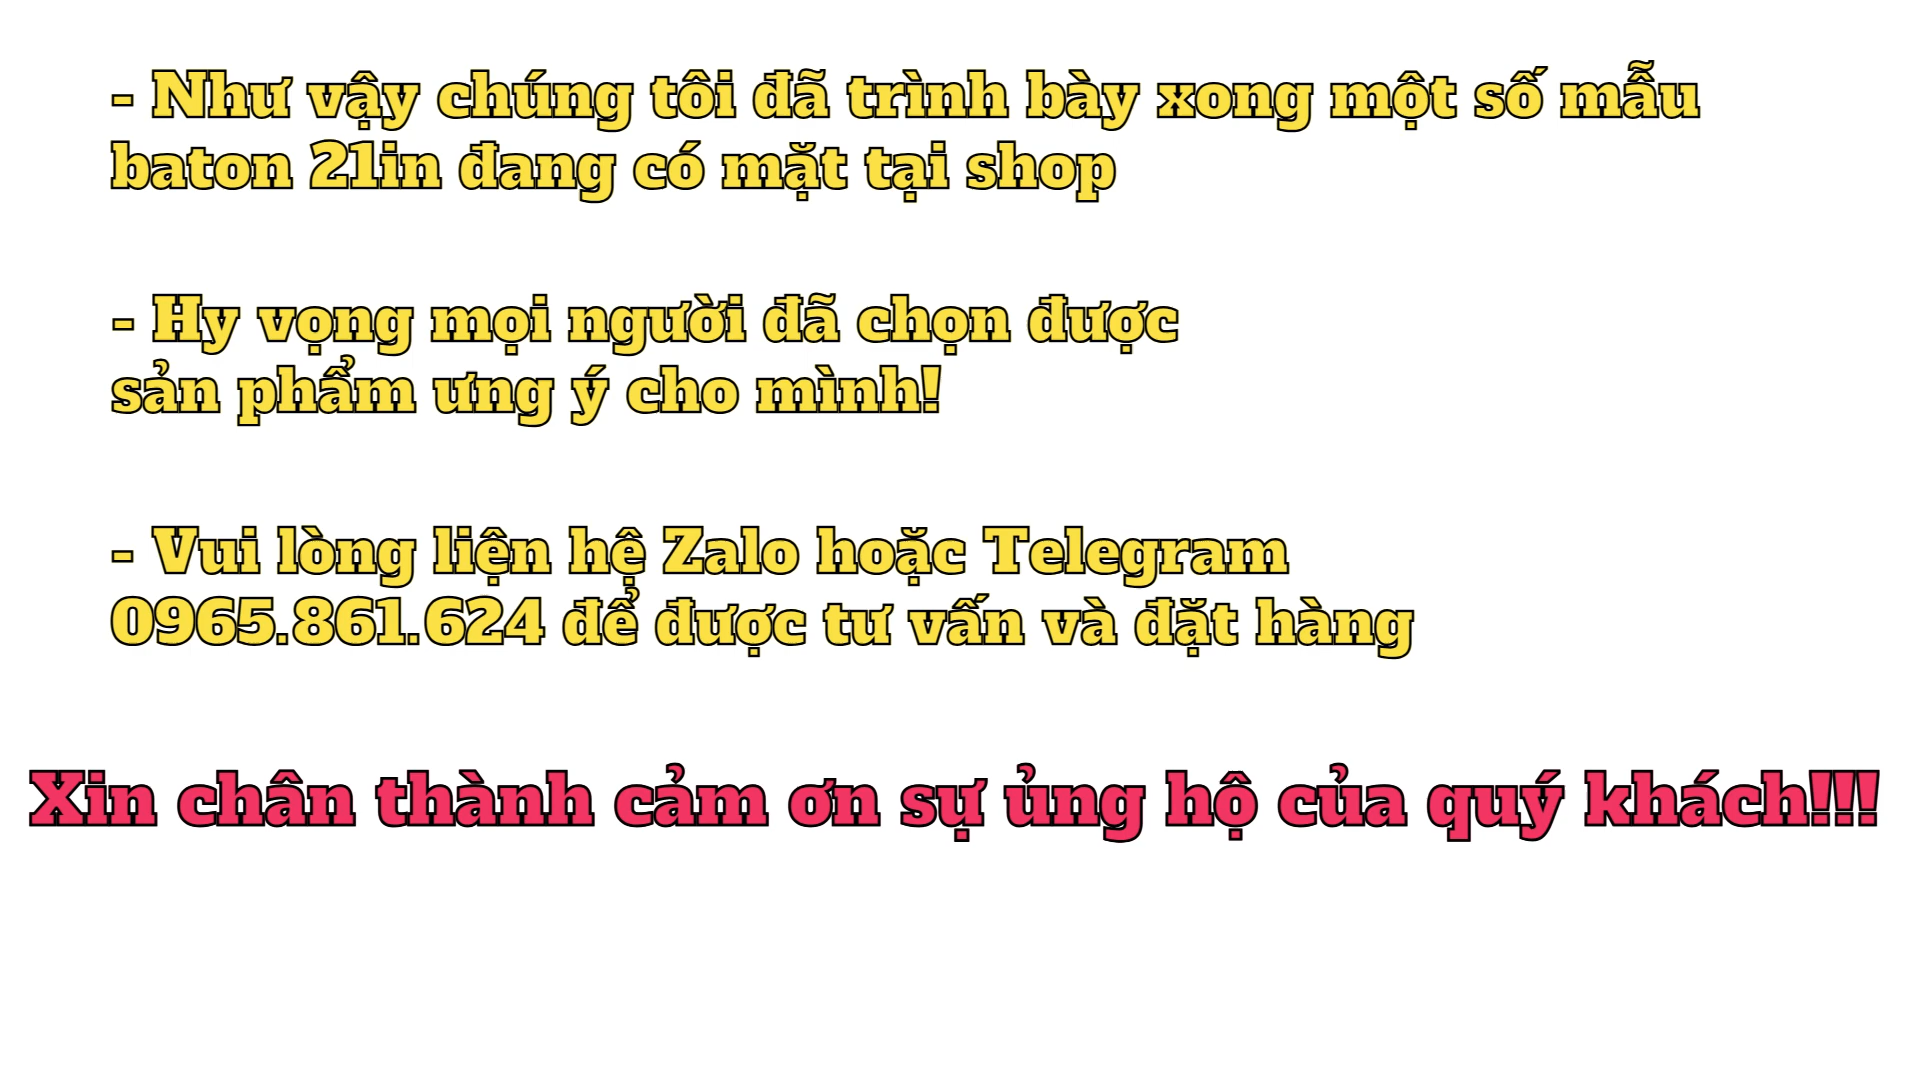 - Như vậy chúng tôi đã trình bày xong một số mẫu
baton 21in đang có mặt tại shop
- Hy vọng mọi người đã chọn được
sản phẩm ưng ý cho mình!
- Vui lòng liện hệ Zalo hoặc Telegram
0965.861.624 để được tư vấn và đặt hàng
Xin chân thành cảm ơn sự ủng hộ của quý khách!!!